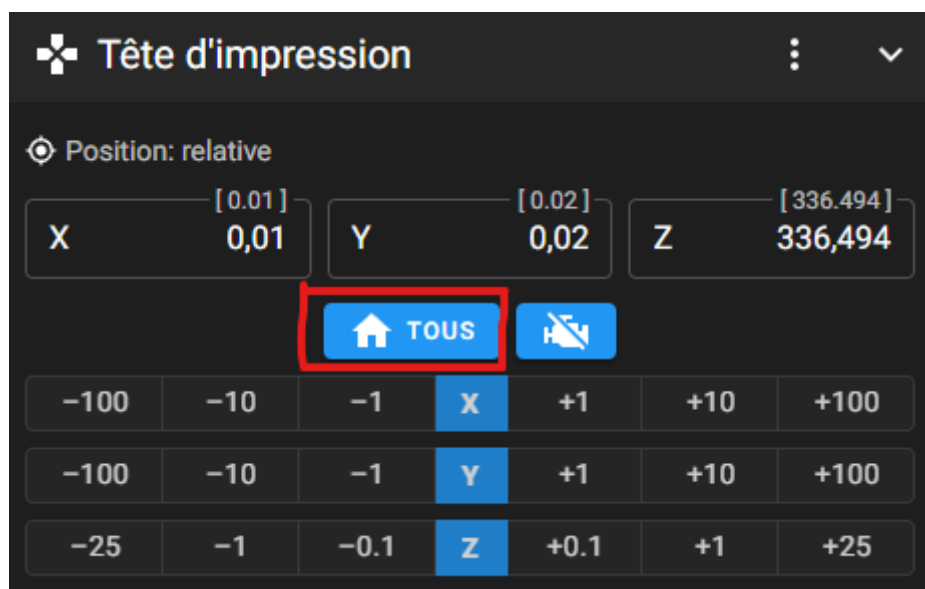 Tête d'impression
Position: relative
[ 0.01 ] [ 0.02 ] [ 336.494 ]
X 0,01 Y 0,02 Z 336,494
TOUS
−100 −10 −1 X +1 +10 +100
−100 −10 −1 Y +1 +10 +100
−25 −1 −0.1 Z +0.1 +1 +25